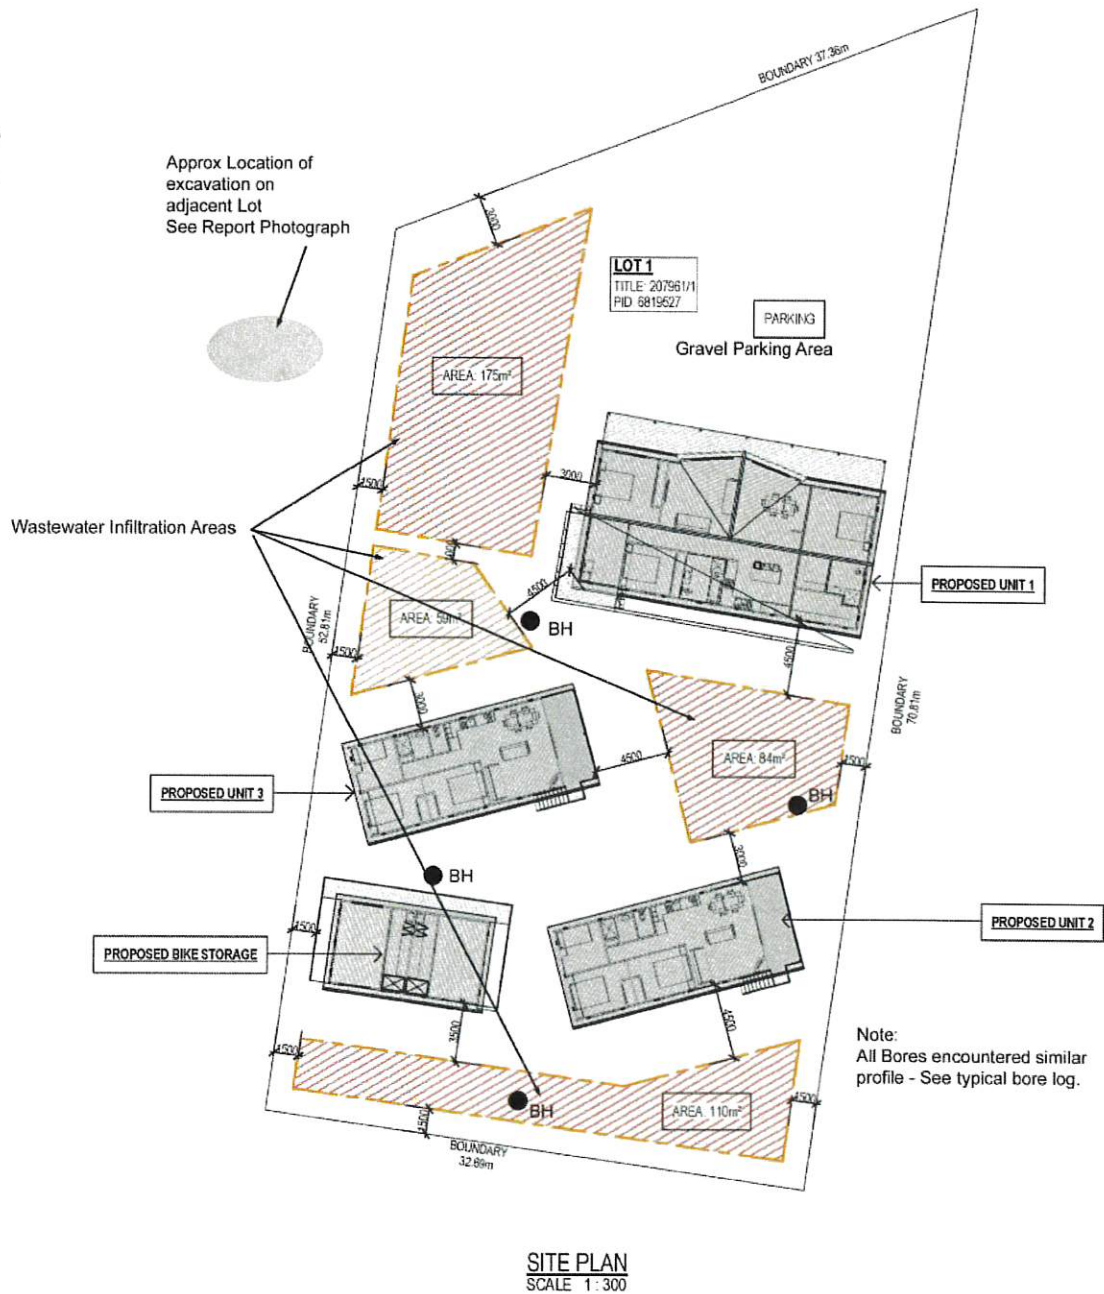 BOUNDARY 37.36m
Approx Location of
excavation on
adjacent Lot
See Report Photograph
3000
LOT 1
TITLE: 207961/1
PID 6819527
PARKING
Gravel Parking Area
AREA: 175m²
1500
3000
Wastewater Infiltration Areas
1000
4500
PROPOSED UNIT 1
AREA: 59m²
BH
BOUNDARY
52.81m
1500
4500
3000
BOUNDARY
70.81m
AREA: 84m²
4500
1500
PROPOSED UNIT 3
BH
3000
BH
PROPOSED UNIT 2
1500
PROPOSED BIKE STORAGE
3500
4500
Note:
All Bores encountered similar
profile - See typical bore log.
1500
BH
AREA: 110m²
1500
1500
BOUNDARY
32.69m
SITE PLAN
SCALE 1 : 300